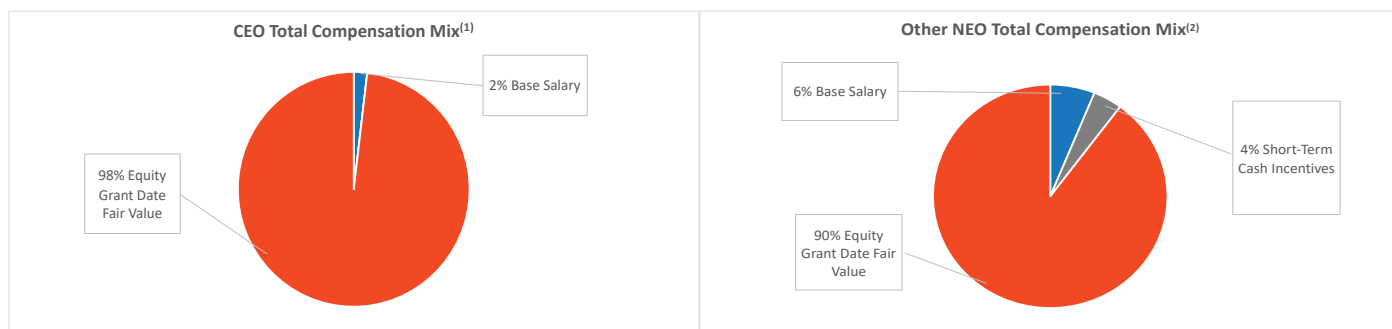 CEO Total Compensation Mix(1)
2% Base Salary
98% Equity
Grant Date
Fair Value
Other NEO Total Compensation Mix(2)
6% Base Salary
4% Short-Term
Cash Incentives
90% Equity
Grant Date Fair
Value